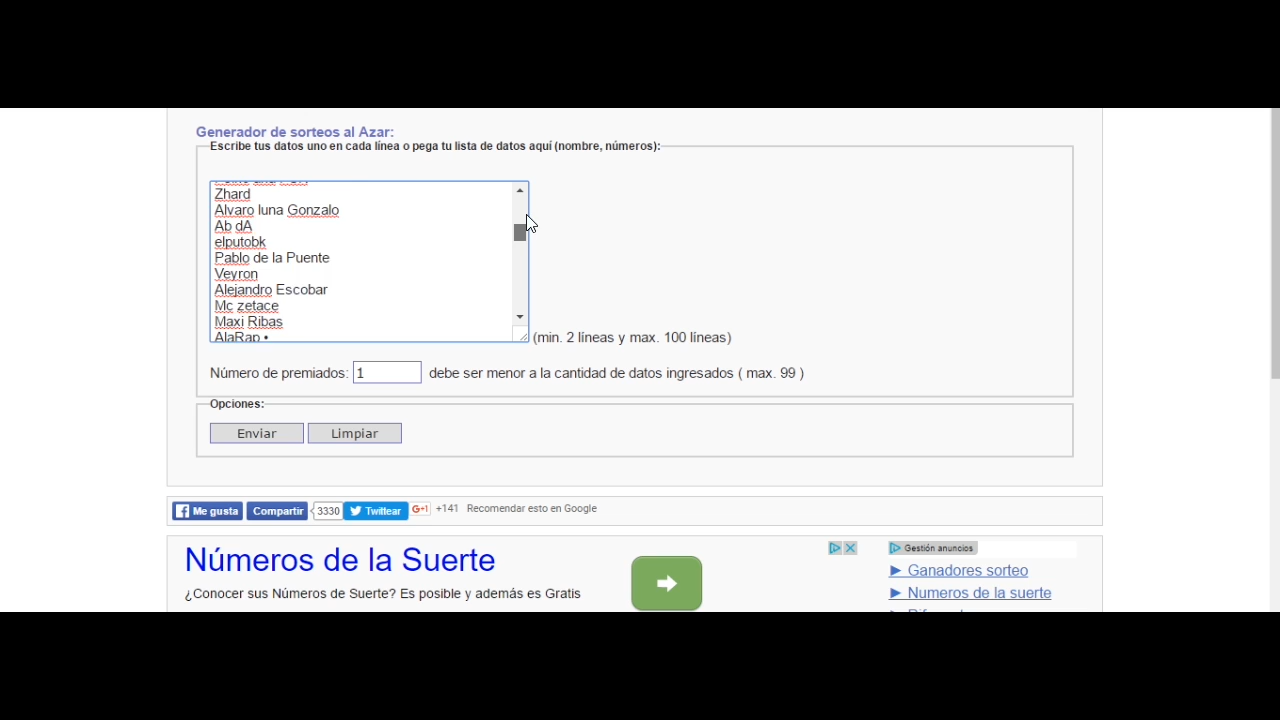 Generador de sorteos al Azar:
Escribe tus datos uno en cada línea o pega tu lista de datos aquí (nombre, números):
Zhard
Alvaro luna Gonzalo
Ab dA
elputobk
Pablo de la Puente
Veyron
Alejandro Escobar
Mc zetace
Maxi Ribas
AlaRap •
(min. 2 líneas y max. 100 líneas)
Número de premiados: 1 debe ser menor a la cantidad de datos ingresados ( max. 99 )
Opciones:
Enviar Limpiar
Me gusta Compartir 3330 Twittear G+1 +141 Recomendar esto en Google
Números de la Suerte
¿Conocer sus Números de Suerte? Es posible y además es Gratis
Gestión anuncios
► Ganadores sorteo
► Numeros de la suerte